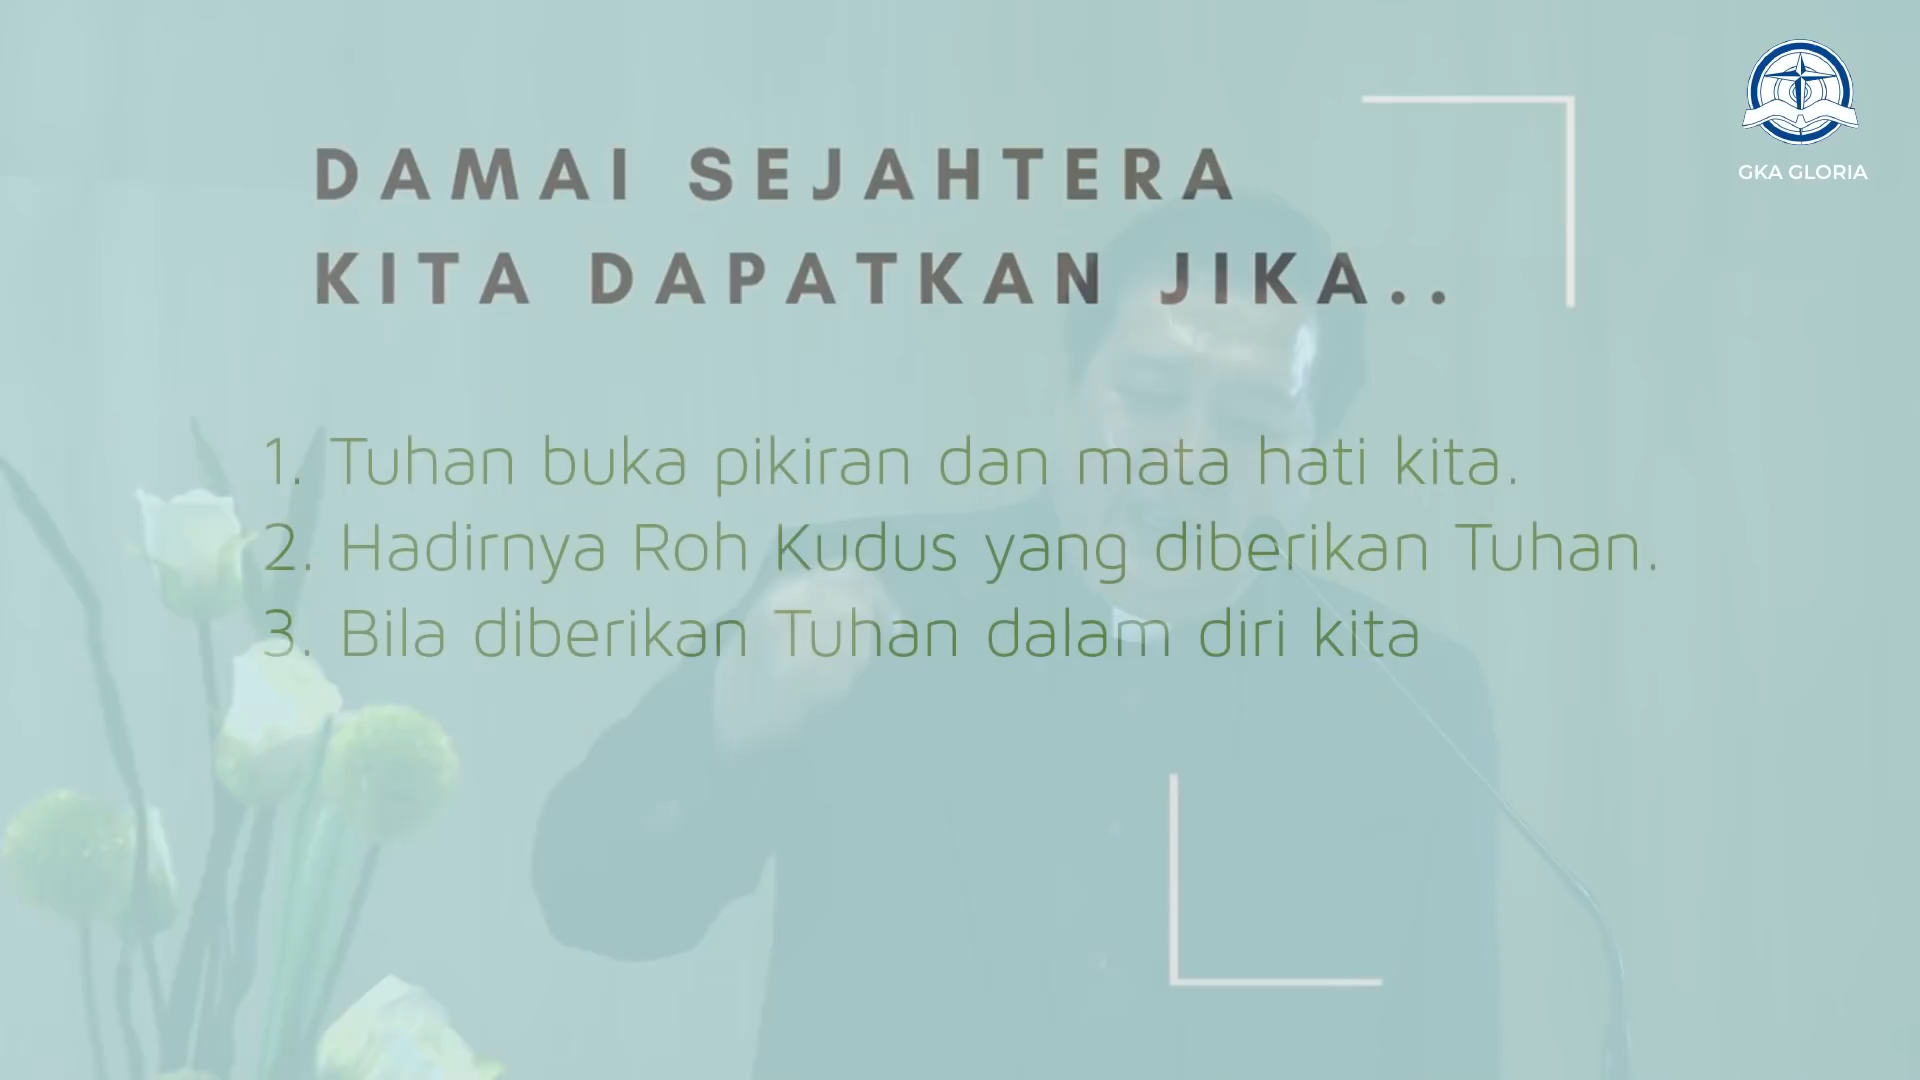 DAMAI SEJAHTERA
KITA DAPATKAN JIKA..
1. Tuhan buka pikiran dan mata hati kita.
2. Hadirnya Roh Kudus yang diberikan Tuhan.
3. Bila diberikan Tuhan dalam diri kita
GKA GLORIA